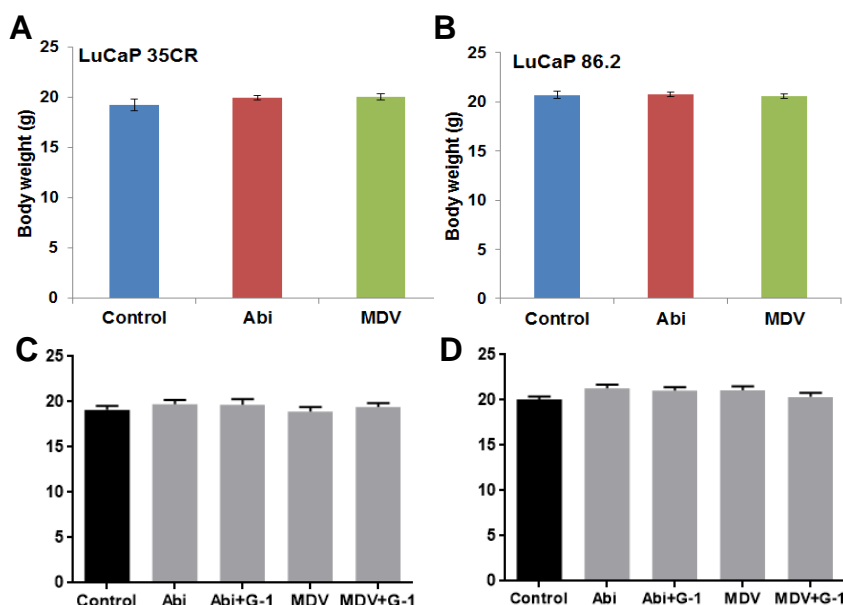 A
LuCaP 35CR
Body weight (g)
25
20
15
10
5
0
Control Abi MDV
B
LuCaP 86.2
Body weight (g)
25
20
15
10
5
0
Control Abi MDV
C
25
20
15
10
5
0
Control Abi Abi+G-1 MDV MDV+G-1
D
25
20
15
10
5
0
Control Abi Abi+G-1 MDV MDV+G-1